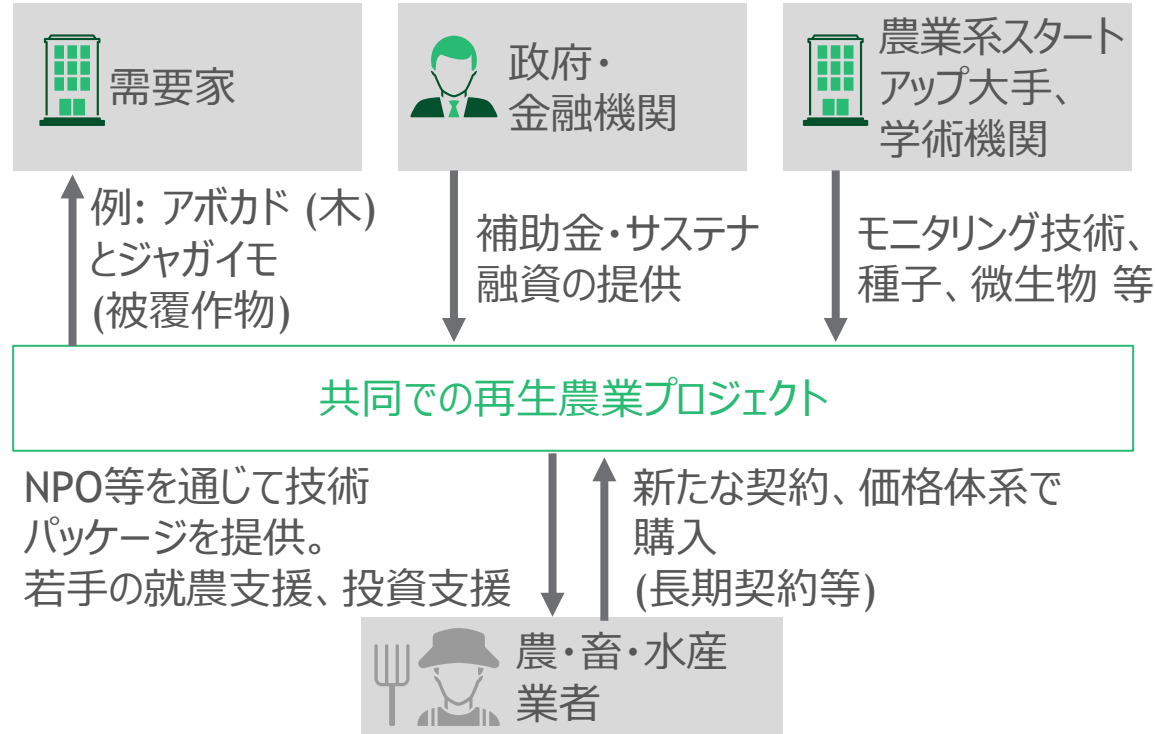 需要家
政府・
金融機関
農業系スタート
アップ大手、
学術機関
例: アボカド (木)
とジャガイモ
(被覆作物)
補助金・サステナ
融資の提供
モニタリング技術、
種子、微生物 等
共同での再生農業プロジェクト
NPO等を通じて技術
パッケージを提供。
若手の就農支援、投資支援
新たな契約、価格体系で
購入
(長期契約等)
農・畜・水産
業者